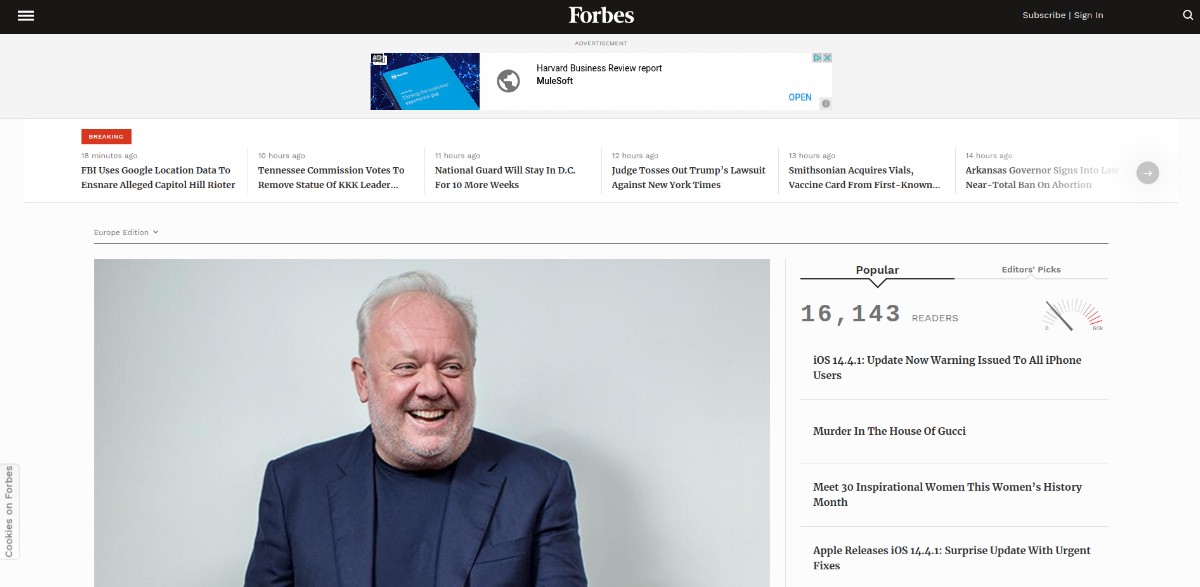 Forbes
Subscribe | Sign In
ADVERTISEMENT
Harvard Business Review report
MuleSoft
OPEN
BREAKING
18 minutes ago
FBI Uses Google Location Data To
Ensnare Alleged Capitol Hill Rioter
10 hours ago
Tennessee Commission Votes To
Remove Statue Of KKK Leader...
11 hours ago
National Guard Will Stay In D.C.
For 10 More Weeks
12 hours ago
Judge Tosses Out Trump's Lawsuit
Against New York Times
13 hours ago
Smithsonian Acquires Vials,
Vaccine Card From First-Known...
14 hours ago
Arkansas Governor Signs Into Law
Near-Total Ban On Abortion
Europe Edition
Popular
Editors' Picks
16,143 READERS
0
60k
iOS 14.4.1: Update Now Warning Issued To All iPhone
Users
Murder In The House Of Gucci
Meet 30 Inspirational Women This Women's History
Month
Apple Releases iOS 14.4.1: Surprise Update With Urgent
Fixes
Cookies on Forbes